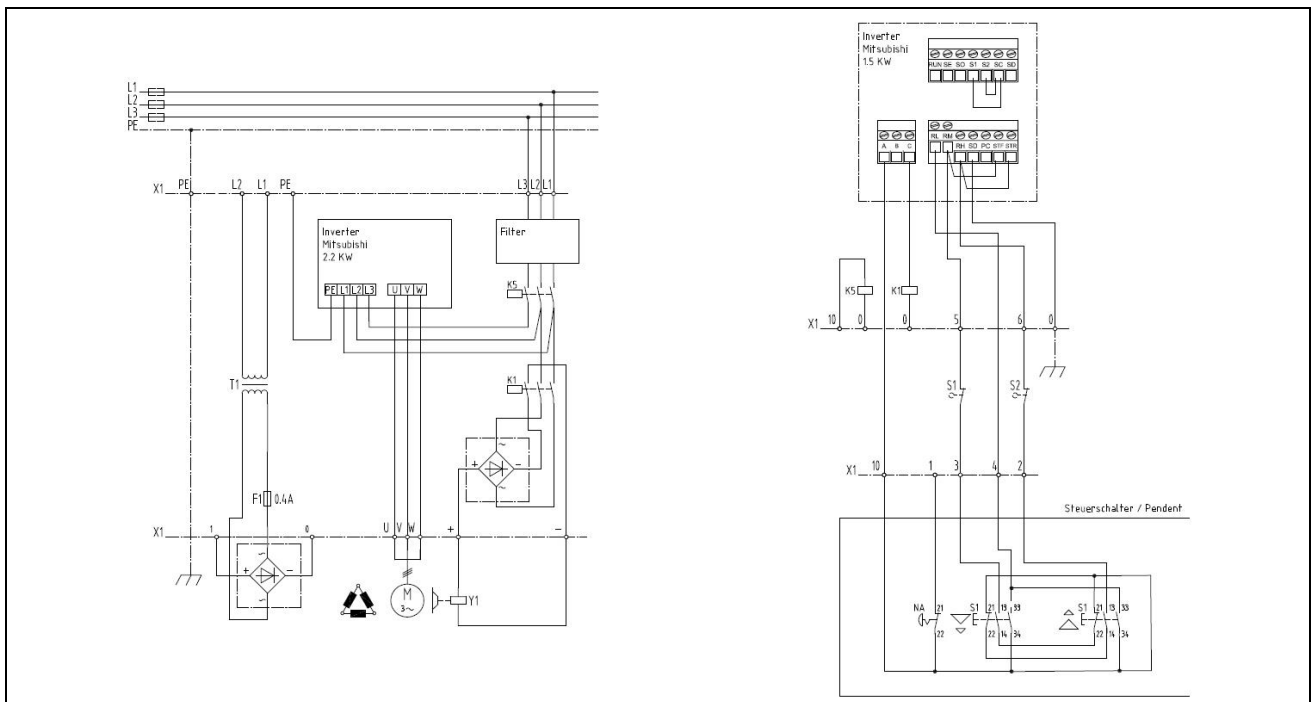 L1
L2
L3
PE
X1 PE L2 L1 PE L3 L2 L1
Inverter
Mitsubishi
2.2 KW
PE L1 L2 L3 U V W
Filter
K5
K1
T1
F1 0.4A
~
+ -
~
X1 1 0 U V W + -
~
+ -
~
M
3~
Y1
Inverter
Mitsubishi
1.5 KW
RUN SE SO S1 S2 SC SD
A B C
RL RM RH SD PC STF STR
K5 K1
X1 10 0 0 5 6 0
S1 S2
X1 10 1 3 4 2
Steuerschalter / Pendent
NA 21 22
S1 21 13 33
22 14 34
S1 21 13 33
22 14 34